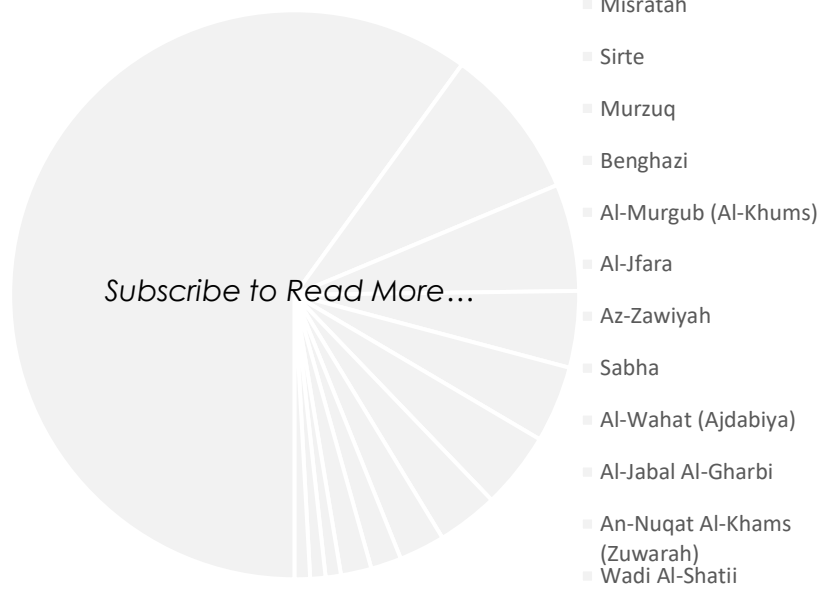 Misratah
Sirte
Murzuq
Benghazi
Al-Murgub (Al-Khums)
Al-Jfara
Subscribe to Read More…
Az-Zawiyah
Sabha
Al-Wahat (Ajdabiya)
Al-Jabal Al-Gharbi
An-Nuqat Al-Khams
(Zuwarah)
Wadi Al-Shatii